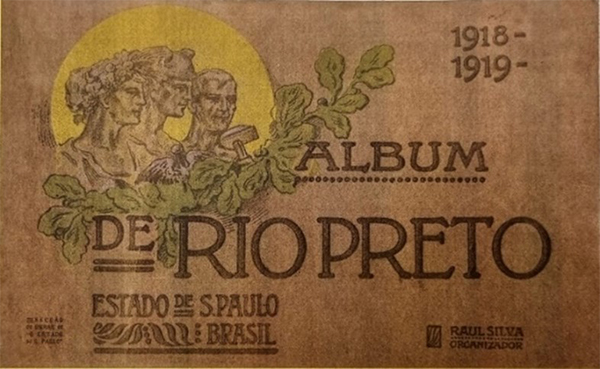 1918-
1919-
ALBUM
DE RIO PRETO
ESTADO DE S. PAULO
BRASIL
RAUL SILVA
ORGANIZADOR